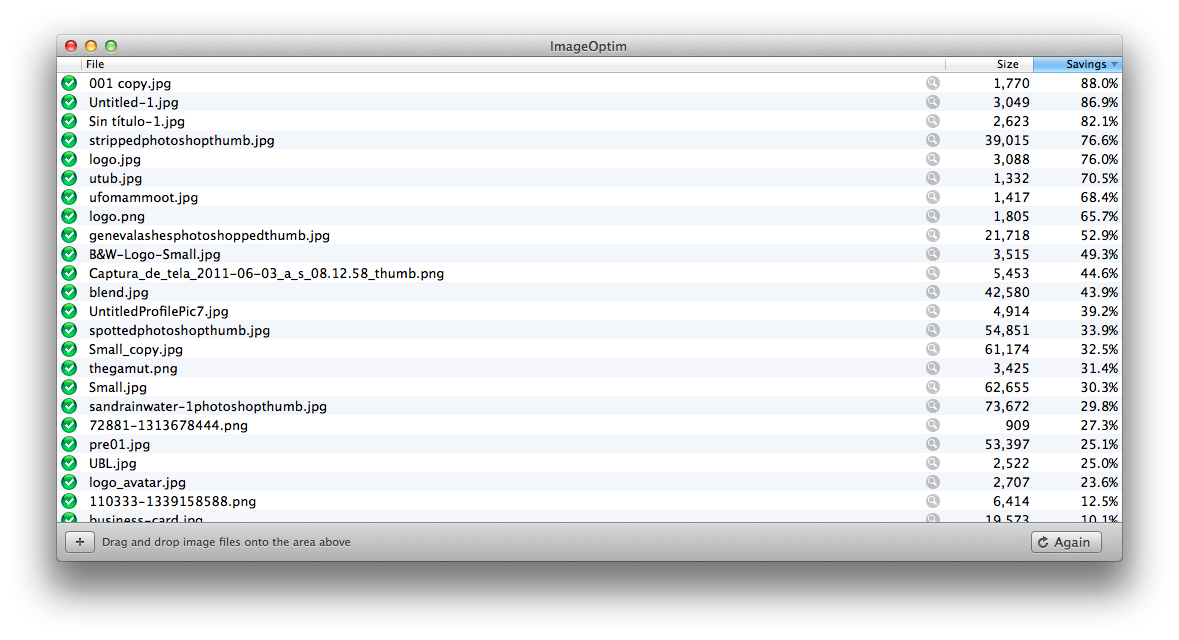 ImageOptim
File Size Savings
001 copy.jpg 1,770 88.0%
Untitled-1.jpg 3,049 86.9%
Sin título-1.jpg 2,623 82.1%
strippedphotoshopthumb.jpg 39,015 76.6%
logo.jpg 3,088 76.0%
utub.jpg 1,332 70.5%
ufomammoot.jpg 1,417 68.4%
logo.png 1,805 65.7%
genevalashesphotoshoppedthumb.jpg 21,718 52.9%
B&W-Logo-Small.jpg 3,515 49.3%
Captura_de_tela_2011-06-03_a_s_08.12.58_thumb.png 5,453 44.6%
blend.jpg 42,580 43.9%
UntitledProfilePic7.jpg 4,914 39.2%
spottedphotoshopthumb.jpg 54,851 33.9%
Small_copy.jpg 61,174 32.5%
thegamut.png 3,425 31.4%
Small.jpg 62,655 30.3%
sandrainwater-1photoshopthumb.jpg 73,672 29.8%
72881-1313678444.png 909 27.3%
pre01.jpg 53,397 25.1%
UBL.jpg 2,522 25.0%
logo_avatar.jpg 2,707 23.6%
110333-1339158588.png 6,414 12.5%
business-card.jpg 19,573 10.1%
+ Drag and drop image files onto the area above Again